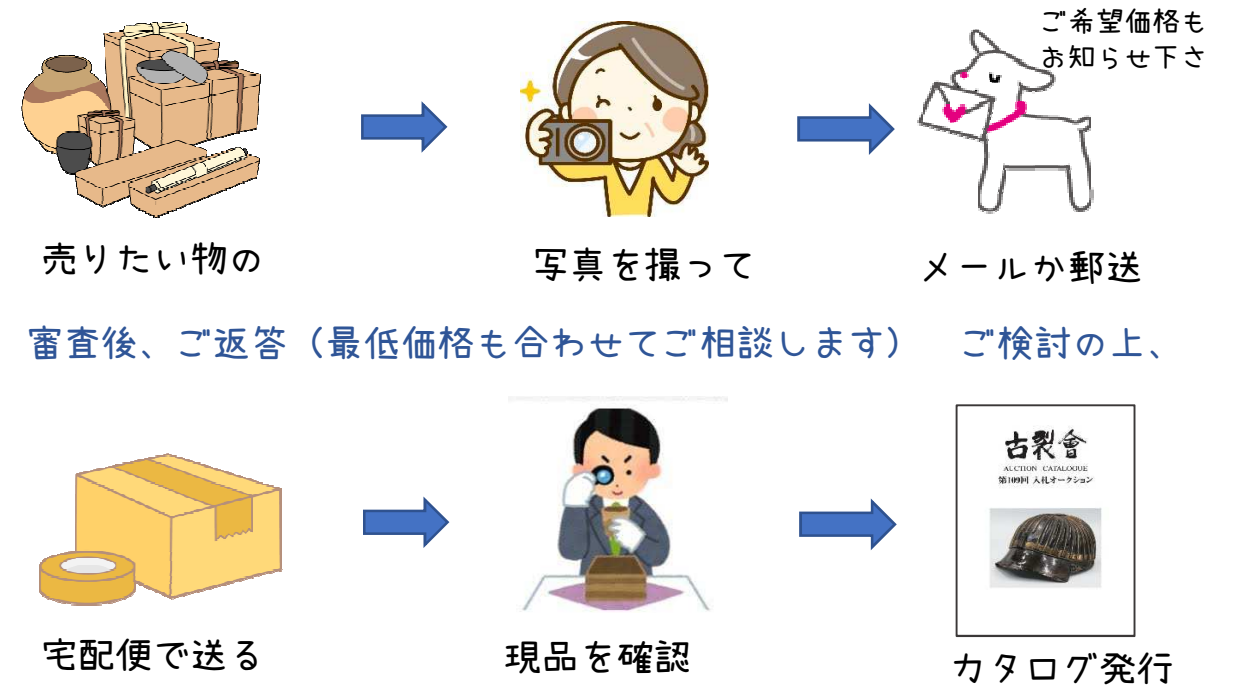 ご希望価格も
お知らせ下さ
売りたい物の
写真を撮って
メールか郵送
審査後、ご返答（最低価格も合わせてご相談します）　ご検討の上、
古裂會
AUCTION CATALOGUE
第109回 入札オークション
宅配便で送る
現品を確認
カタログ発行